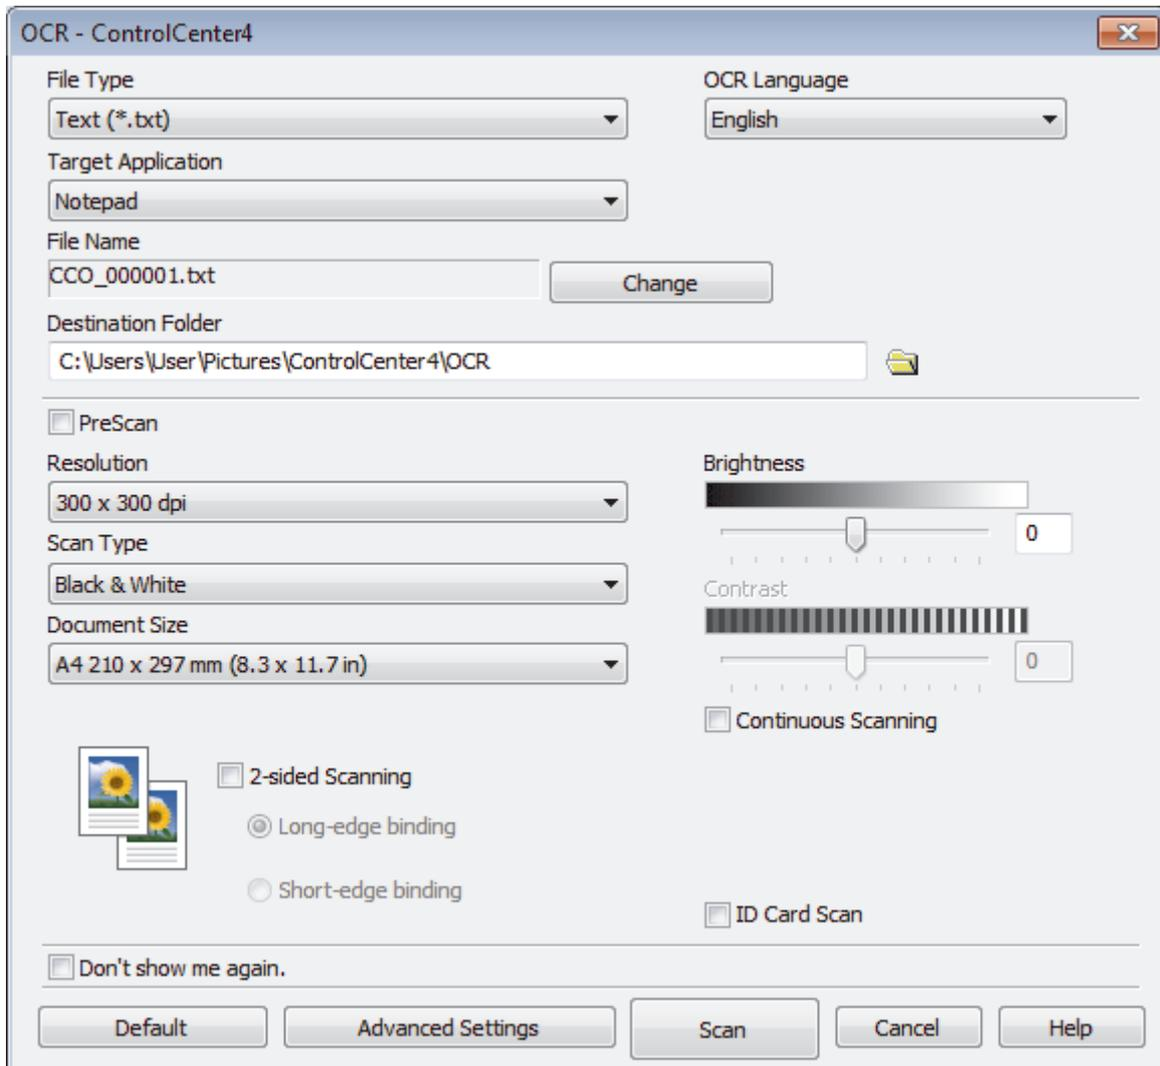 OCR - ControlCenter4
File Type
Text (*.txt)
OCR Language
English
Target Application
Notepad
File Name
CCO_000001.txt
Change
Destination Folder
C:\Users\User\Pictures\ControlCenter4\OCR
PreScan
Resolution
300 x 300 dpi
Scan Type
Black & White
Document Size
A4 210 x 297 mm (8.3 x 11.7 in)
Brightness
0
Contrast
0
Continuous Scanning
2-sided Scanning
Long-edge binding
Short-edge binding
ID Card Scan
Don't show me again.
Default
Advanced Settings
Scan
Cancel
Help